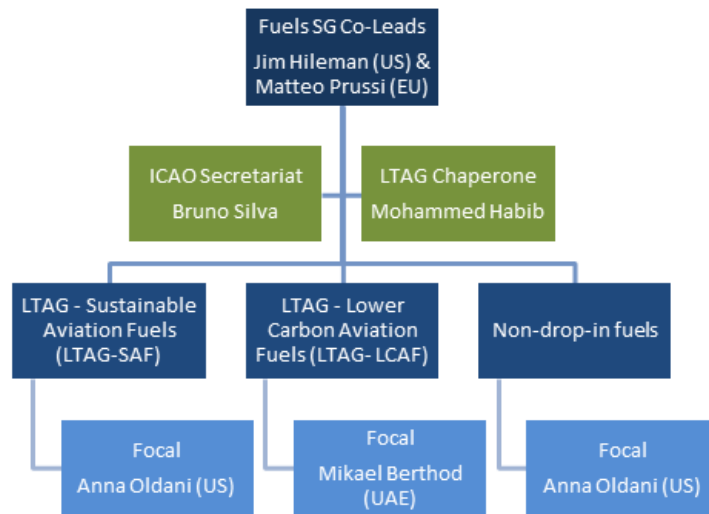 Fuels SG Co-Leads
Jim Hileman (US) &
Matteo Prussi (EU)
ICAO Secretariat
Bruno Silva
LTAG Chaperone
Mohammed Habib
LTAG - Sustainable
Aviation Fuels
(LTAG-SAF)
LTAG - Lower
Carbon Aviation
Fuels (LTAG- LCAF)
Non-drop-in fuels
Focal
Anna Oldani (US)
Focal
Mikael Berthod
(UAE)
Focal
Anna Oldani (US)